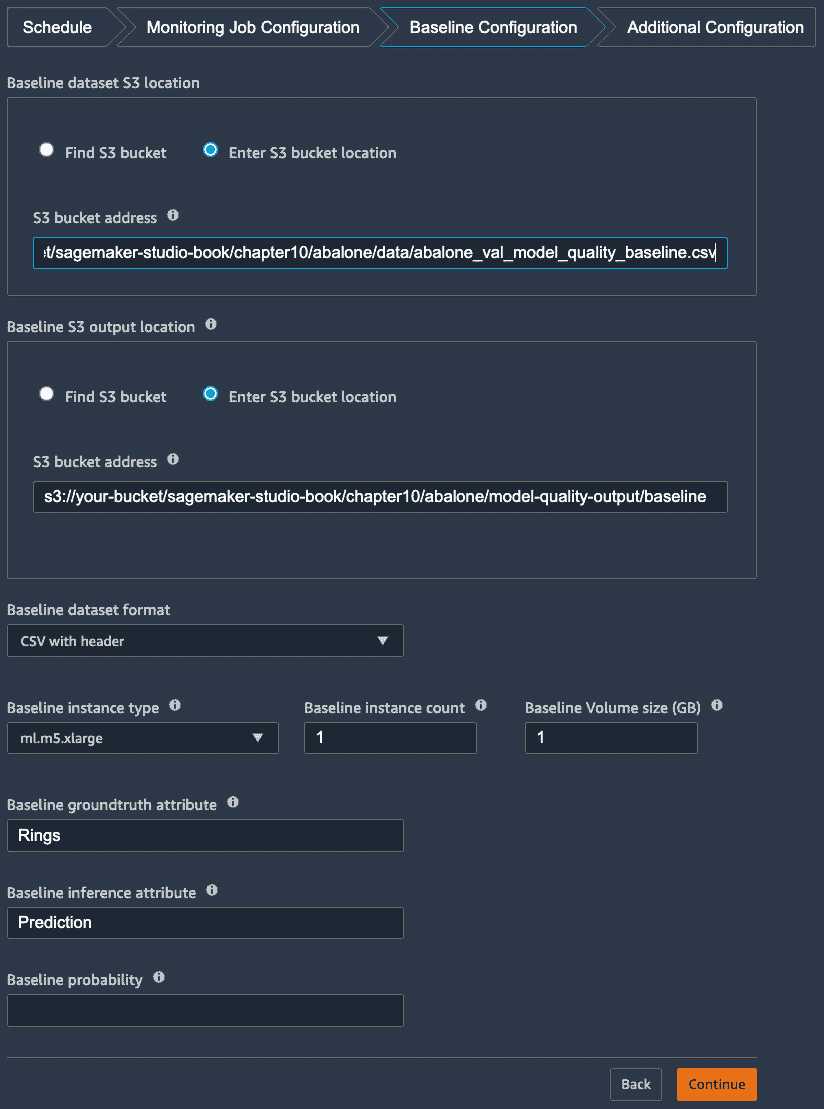 Schedule Monitoring Job Configuration Baseline Configuration Additional Configuration
Baseline dataset S3 location
Find S3 bucket Enter S3 bucket location
S3 bucket address
t/sagemaker-studio-book/chapter10/abalone/data/abalone_val_model_quality_baseline.csv
Baseline S3 output location
Find S3 bucket Enter S3 bucket location
S3 bucket address
s3://your-bucket/sagemaker-studio-book/chapter10/abalone/model-quality-output/baseline
Baseline dataset format
CSV with header
Baseline instance type Baseline instance count Baseline Volume size (GB)
ml.m5.xlarge 1 1
Baseline groundtruth attribute
Rings
Baseline inference attribute
Prediction
Baseline probability
Back Continue